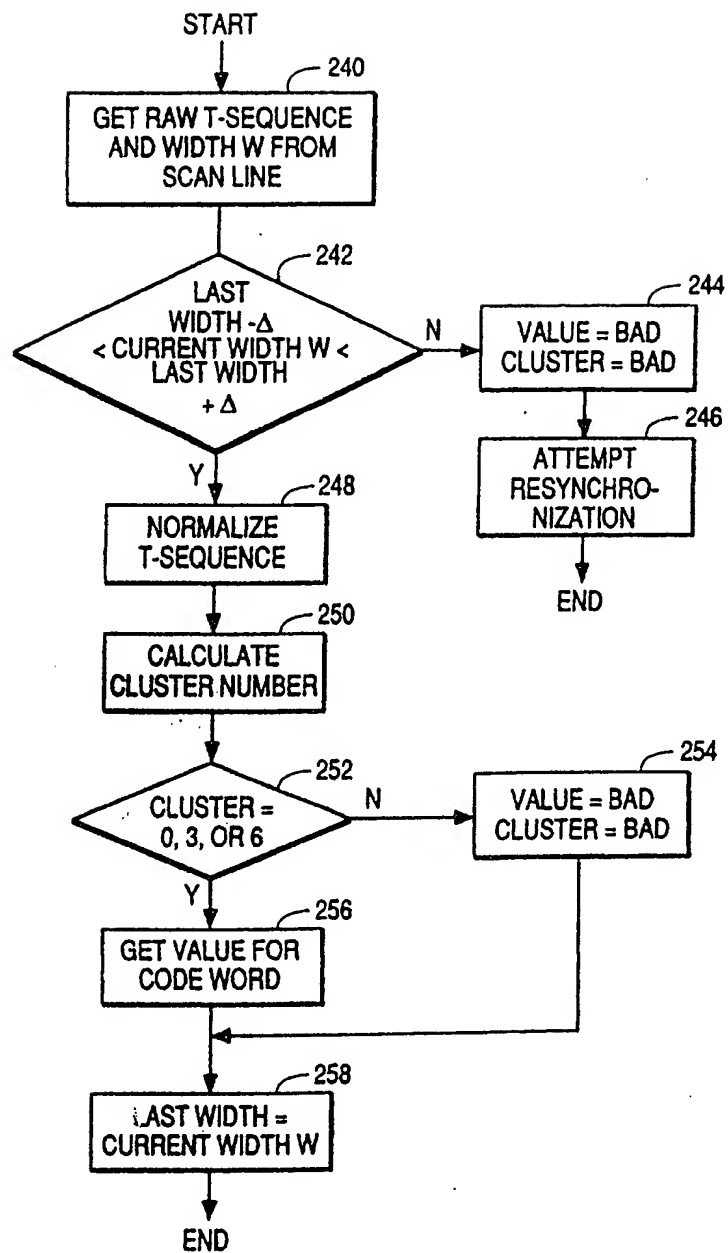 START
240
GET RAW T-SEQUENCE
AND WIDTH W FROM
SCAN LINE
242
LAST
WIDTH -Δ
< CURRENT WIDTH W <
LAST WIDTH
+ Δ
N
244
VALUE = BAD
CLUSTER = BAD
246
ATTEMPT
RESYNCHRO-
NIZATION
END
Y
248
NORMALIZE
T-SEQUENCE
250
CALCULATE
CLUSTER NUMBER
252
CLUSTER =
0, 3, OR 6
N
254
VALUE = BAD
CLUSTER = BAD
Y
256
GET VALUE FOR
CODE WORD
258
LAST WIDTH =
CURRENT WIDTH W
END